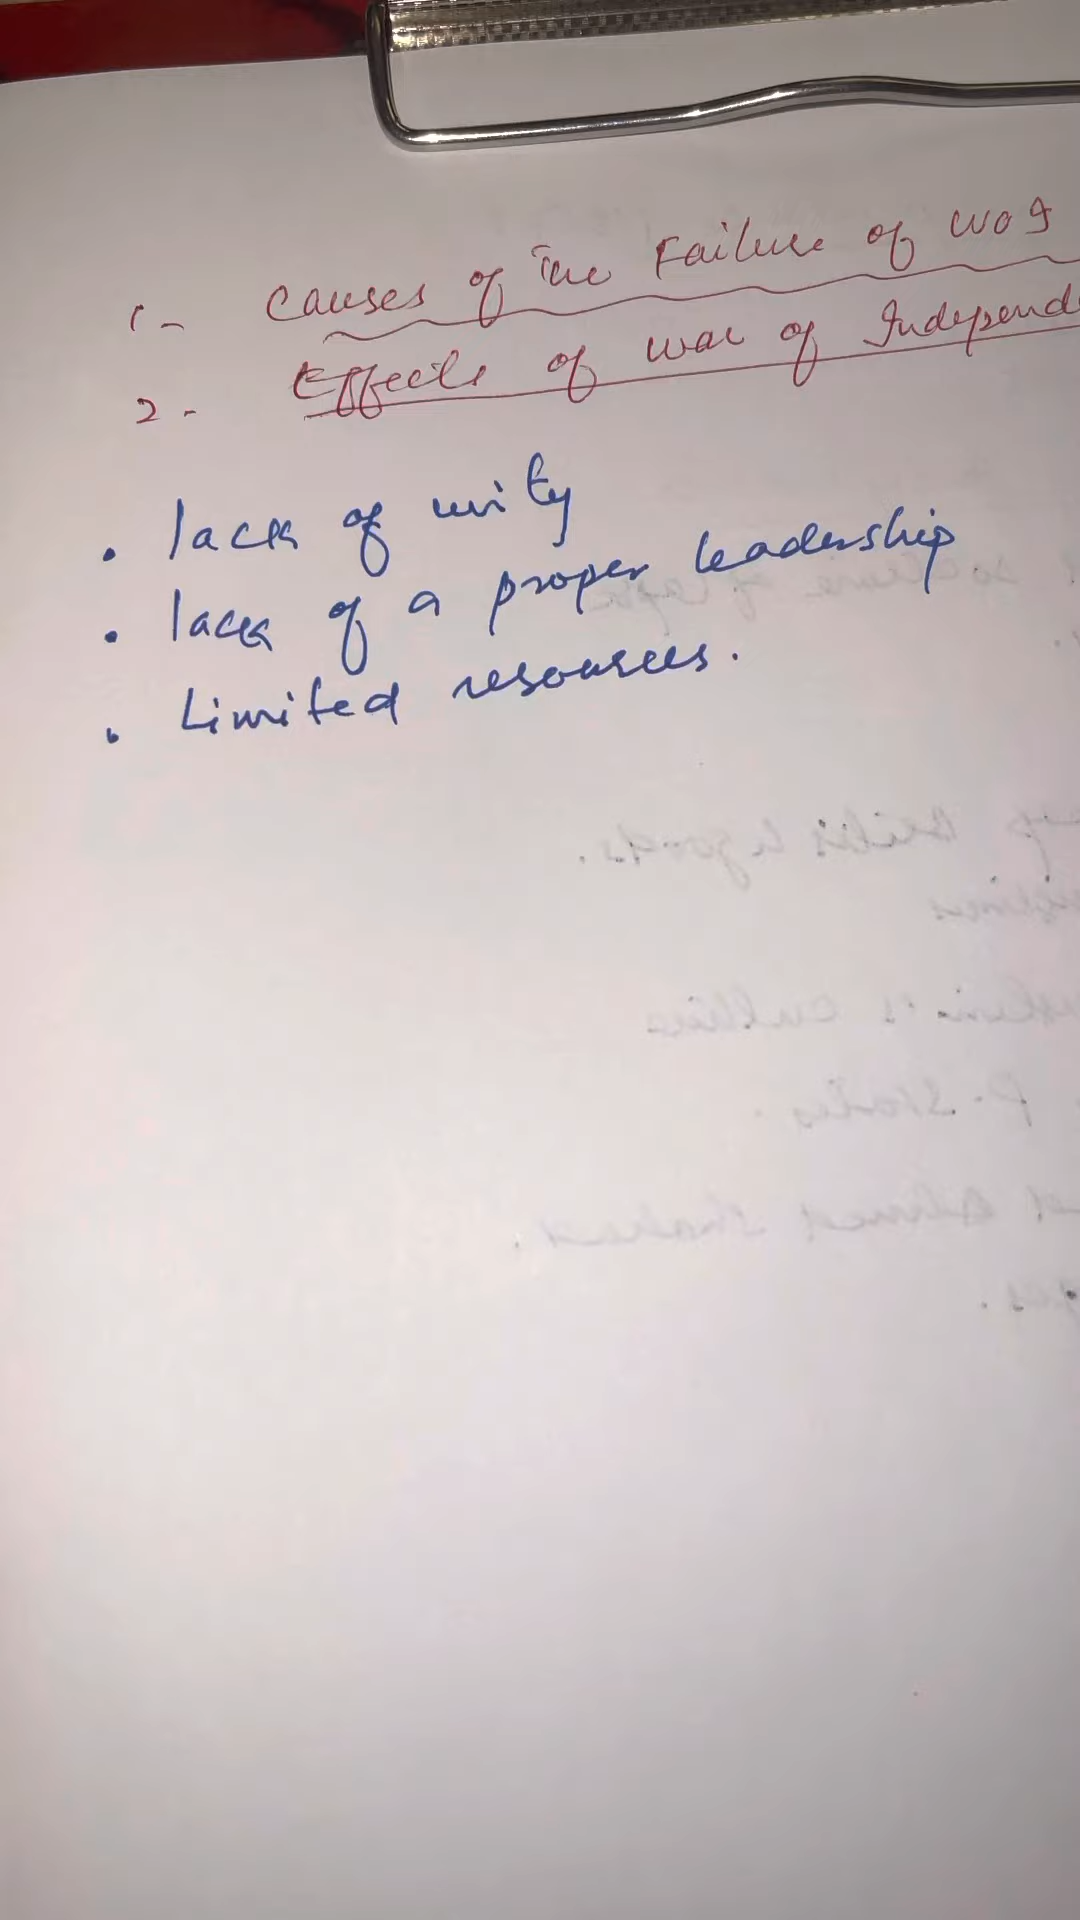 1- Causes of The Failure of WOI
2- Effects of war of Independ
. lack of unity
. lack of a proper leadership
. Limited resources.